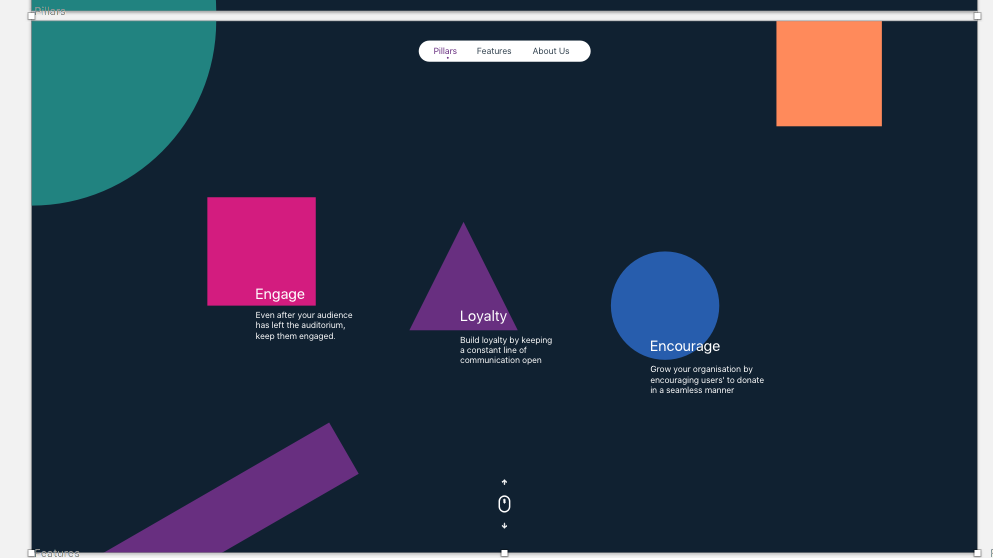 Pillars
Pillars Features About Us
Engage
Even after your audience
has left the auditorium,
keep them engaged.
Loyalty
Build loyalty by keeping
a constant line of
communication open
Encourage
Grow your organisation by
encouraging users' to donate
in a seamless manner
Features